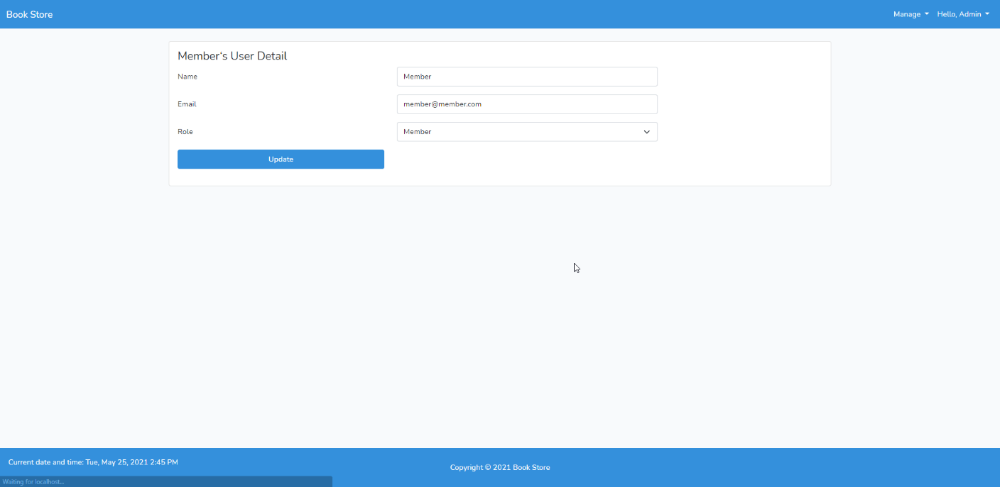 Book Store
Manage
Hello, Admin
Member‘s User Detail
Name
Member
Email
member@member.com
Role
Member
Update
Current date and time: Tue, May 25, 2021 2:45 PM
Copyright © 2021 Book Store
Waiting for localhost...